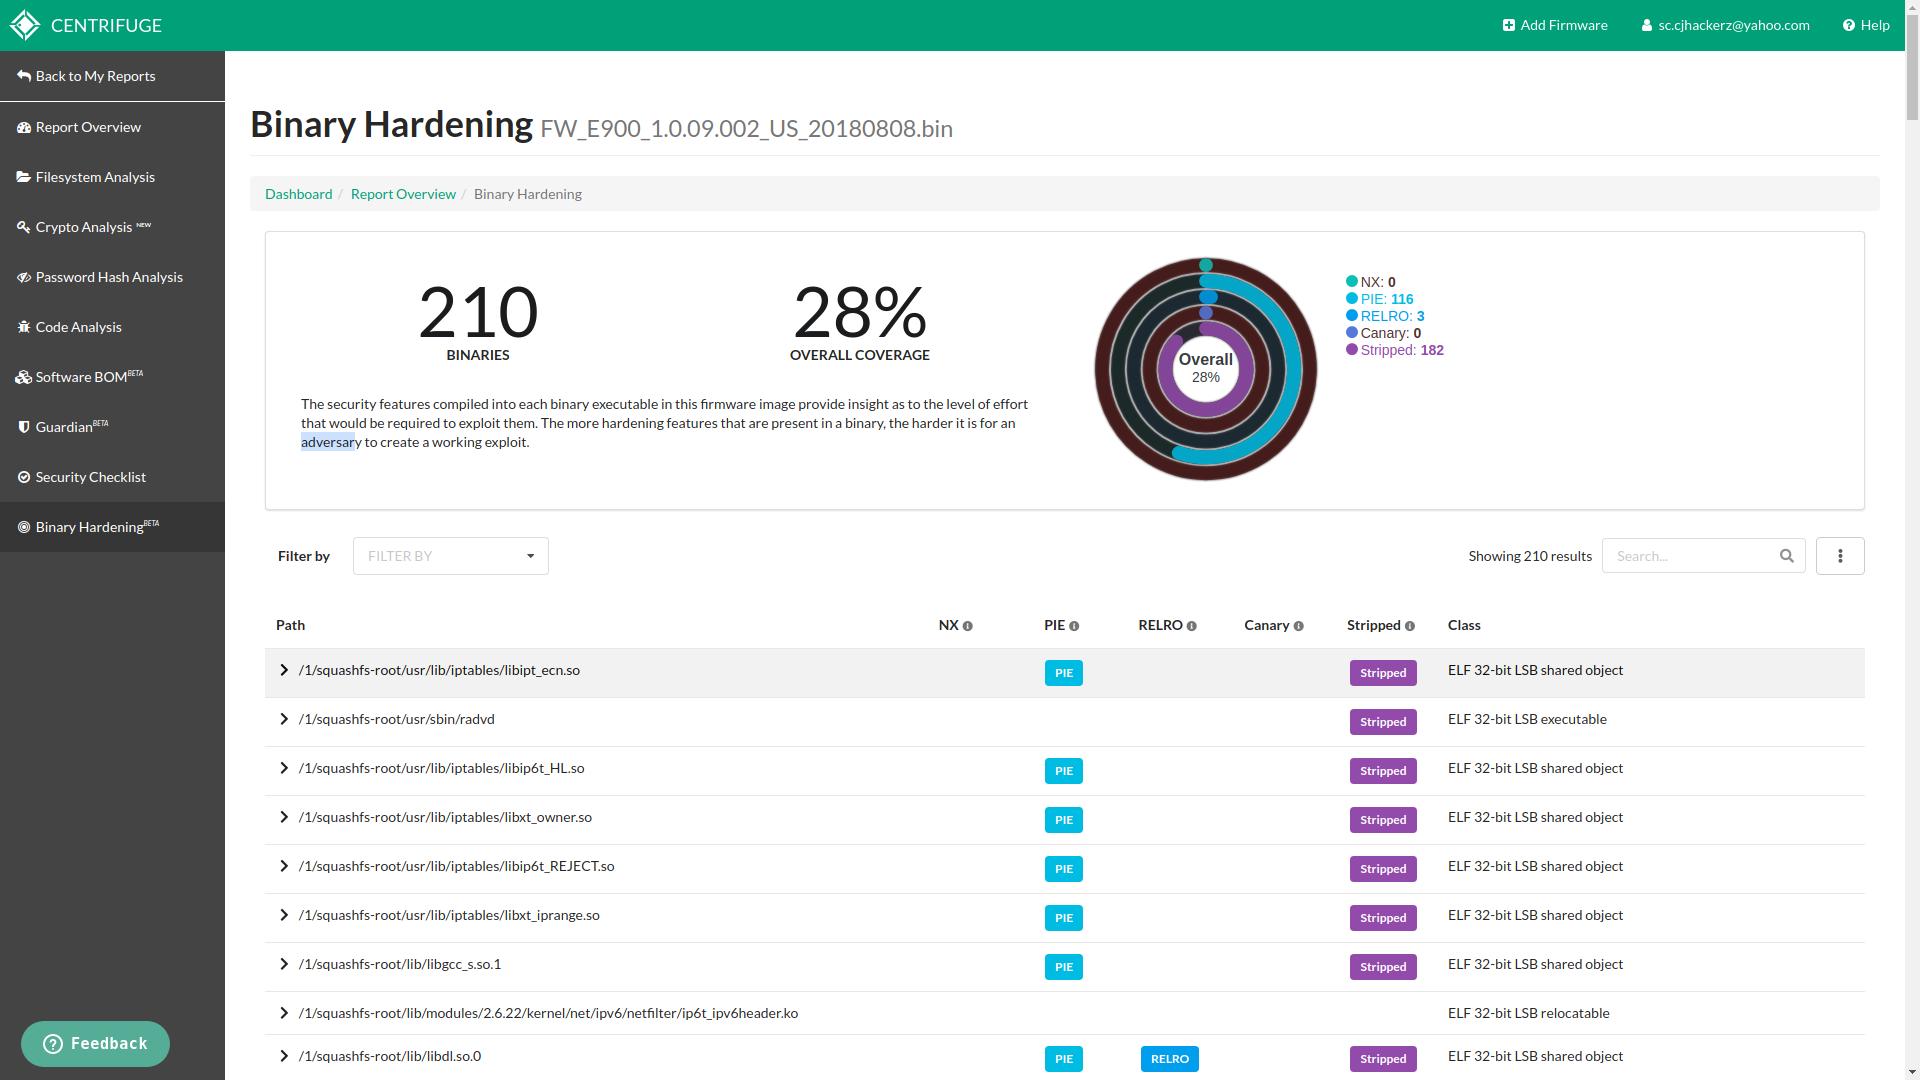 CENTRIFUGE
Add Firmware
sc.cjhackerz@yahoo.com
Help
Back to My Reports
Report Overview
Filesystem Analysis
Crypto Analysis NEW
Password Hash Analysis
Code Analysis
Software BOM BETA
Guardian BETA
Security Checklist
Binary Hardening BETA
Feedback
Binary Hardening FW_E900_1.0.09.002_US_20180808.bin
Dashboard / Report Overview / Binary Hardening
210
BINARIES
28%
OVERALL COVERAGE
The security features compiled into each binary executable in this firmware image provide insight as to the level of effort
that would be required to exploit them. The more hardening features that are present in a binary, the harder it is for an
adversary to create a working exploit.
Overall
28%
NX: 0
PIE: 116
RELRO: 3
Canary: 0
Stripped: 182
Filter by
FILTER BY
Showing 210 results
Search...
Path NX PIE RELRO Canary Stripped Class
/1/squashfs-root/usr/lib/iptables/libipt_ecn.so PIE Stripped ELF 32-bit LSB shared object
/1/squashfs-root/usr/sbin/radvd Stripped ELF 32-bit LSB executable
/1/squashfs-root/usr/lib/iptables/libip6t_HL.so PIE Stripped ELF 32-bit LSB shared object
/1/squashfs-root/usr/lib/iptables/libxt_owner.so PIE Stripped ELF 32-bit LSB shared object
/1/squashfs-root/usr/lib/iptables/libip6t_REJECT.so PIE Stripped ELF 32-bit LSB shared object
/1/squashfs-root/usr/lib/iptables/libxt_iprange.so PIE Stripped ELF 32-bit LSB shared object
/1/squashfs-root/lib/libgcc_s.so.1 PIE Stripped ELF 32-bit LSB shared object
/1/squashfs-root/lib/modules/2.6.22/kernel/net/ipv6/netfilter/ip6t_ipv6header.ko ELF 32-bit LSB relocatable
/1/squashfs-root/lib/libdl.so.0 PIE RELRO Stripped ELF 32-bit LSB shared object